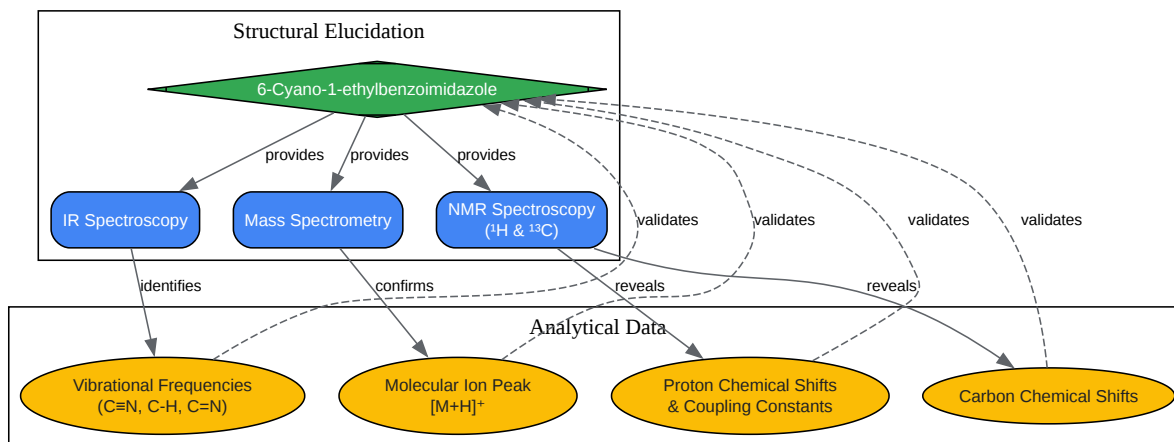 Structural Elucidation
6-Cyano-1-ethylbenzoimidazole
provides
provides
provides
IR Spectroscopy
Mass Spectrometry
NMR Spectroscopy
(¹H & ¹³C)
validates
validates
validates
validates
identifies
confirms
reveals
reveals
Analytical Data
Vibrational Frequencies
(C≡N, C-H, C=N)
Molecular Ion Peak
[M+H]⁺
Proton Chemical Shifts
& Coupling Constants
Carbon Chemical Shifts